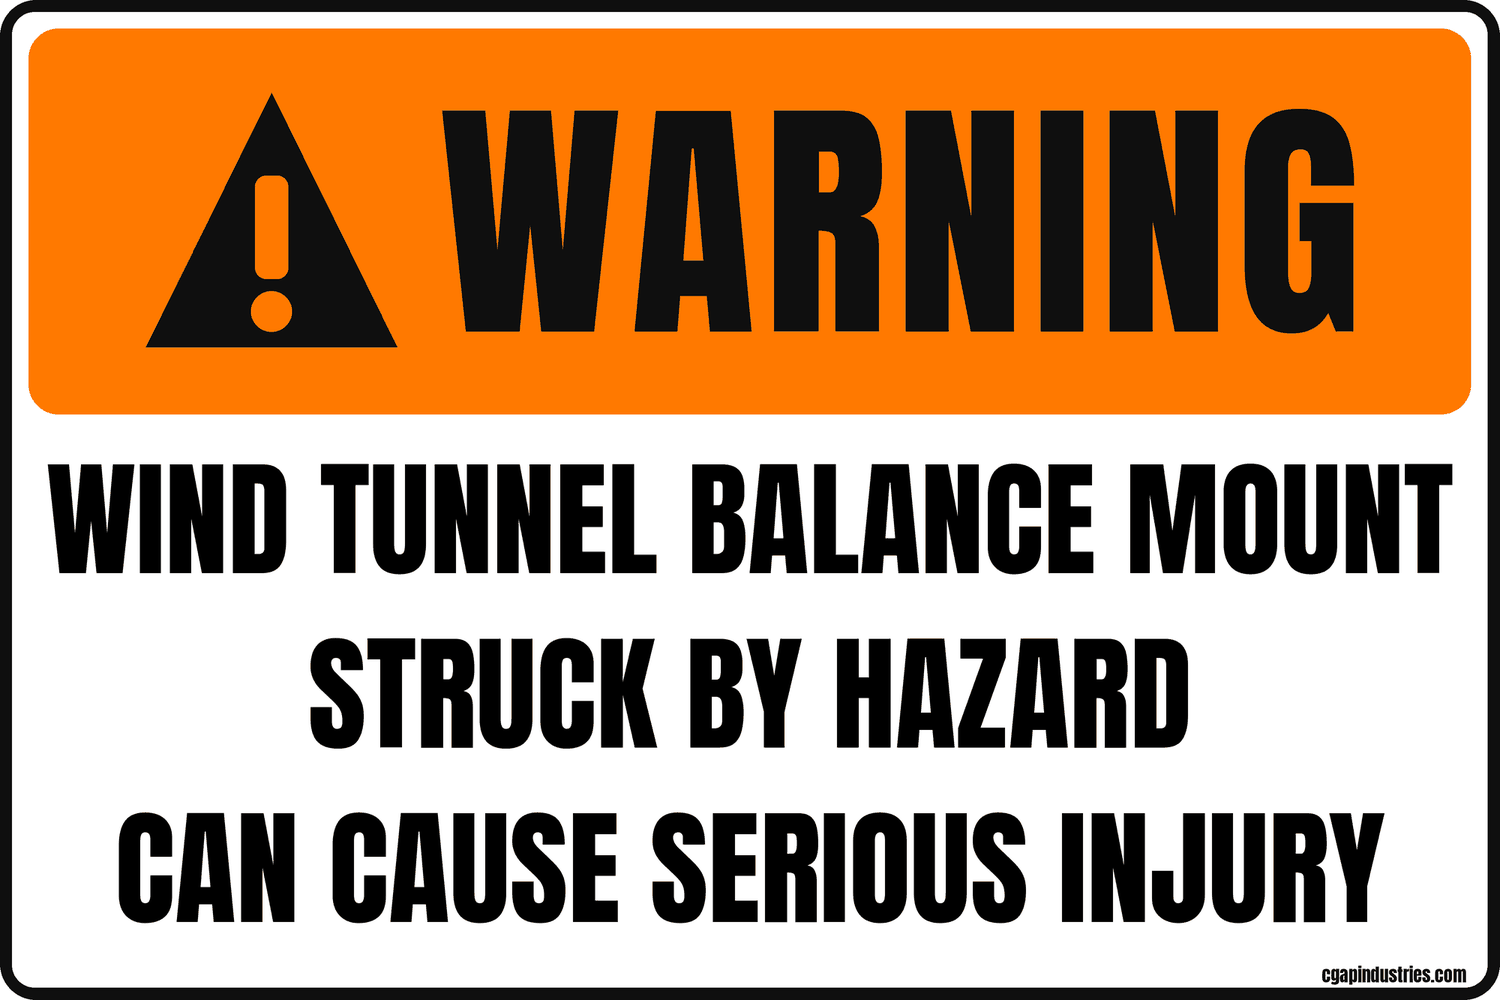 WARNING
WIND TUNNEL BALANCE MOUNT
STRUCK BY HAZARD
CAN CAUSE SERIOUS INJURY
cgapindustries.com